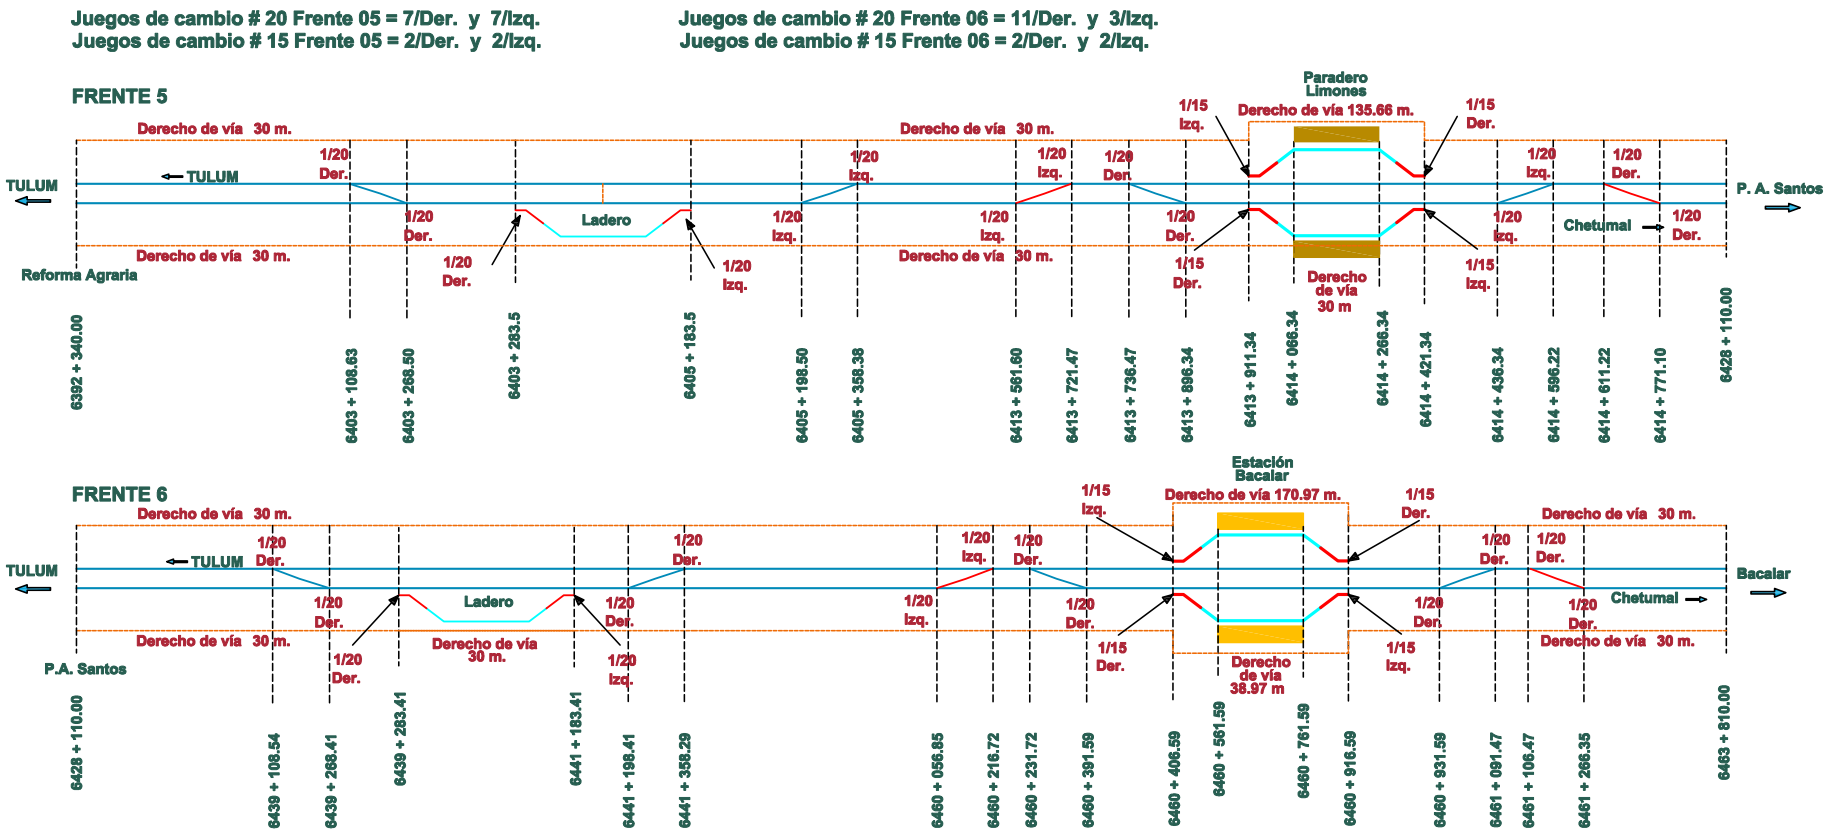 Juegos de cambio # 20 Frente 05 = 7/Der. y 7/Izq.
Juegos de cambio # 15 Frente 05 = 2/Der. y 2/Izq.
Juegos de cambio # 20 Frente 06 = 11/Der. y 3/Izq.
Juegos de cambio # 15 Frente 06 = 2/Der. y 2/Izq.
FRENTE 5
Paradero
Limones
Derecho de vía 135.66 m.
Derecho de vía 30 m.
Derecho de vía 30 m.
1/15
Izq.
1/15
Der.
1/20
Der.
1/20
Izq.
1/20
Izq.
1/20
Der.
1/20
Izq.
1/20
Der.
TULUM
TULUM
P. A. Santos
Ladero
Chetumal
1/20
Der.
1/20
Izq.
1/20
Izq.
1/20
Der.
1/20
Izq.
1/20
Der.
Derecho de vía 30 m.
Derecho de vía 30 m.
1/20
Der.
1/20
Izq.
1/15
Der.
1/15
Izq.
Derecho
de vía
30 m
Reforma Agraria
6392 + 340.00
6403 + 108.63
6403 + 268.50
6403 + 283.5
6405 + 183.5
6405 + 198.50
6405 + 358.38
6413 + 561.60
6413 + 721.47
6413 + 736.47
6413 + 896.34
6413 + 911.34
6414 + 066.34
6414 + 266.34
6414 + 421.34
6414 + 436.34
6414 + 596.22
6414 + 611.22
6414 + 771.10
6428 + 110.00
FRENTE 6
Estación
Bacalar
Derecho de vía 170.97 m.
Derecho de vía 30 m.
Derecho de vía 30 m.
1/15
Izq.
1/15
Der.
1/20
Der.
1/20
Der.
1/20
Izq.
1/20
Der.
1/20
Der.
1/20
Der.
TULUM
TULUM
Bacalar
Ladero
Chetumal
1/20
Der.
1/20
Der.
1/20
Izq.
1/20
Der.
1/20
Der.
1/20
Der.
Derecho de vía 30 m.
Derecho de vía
30 m.
Derecho de vía 30 m.
1/20
Der.
1/20
Izq.
1/15
Der.
1/15
Izq.
Derecho
de vía
38.97 m
P.A. Santos
6428 + 110.00
6439 + 108.54
6439 + 268.41
6439 + 283.41
6441 + 183.41
6441 + 198.41
6441 + 358.29
6460 + 056.85
6460 + 216.72
6460 + 231.72
6460 + 391.59
6460 + 406.59
6460 + 561.59
6460 + 761.59
6460 + 916.59
6460 + 931.59
6461 + 091.47
6461 + 106.47
6461 + 266.35
6463 + 810.00